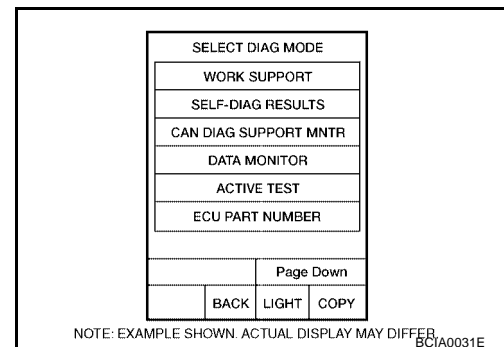 SELECT DIAG MODE
WORK SUPPORT
SELF-DIAG RESULTS
CAN DIAG SUPPORT MNTR
DATA MONITOR
ACTIVE TEST
ECU PART NUMBER
Page Down
BACK LIGHT COPY
NOTE: EXAMPLE SHOWN. ACTUAL DISPLAY MAY DIFFER.
BCIA0031E